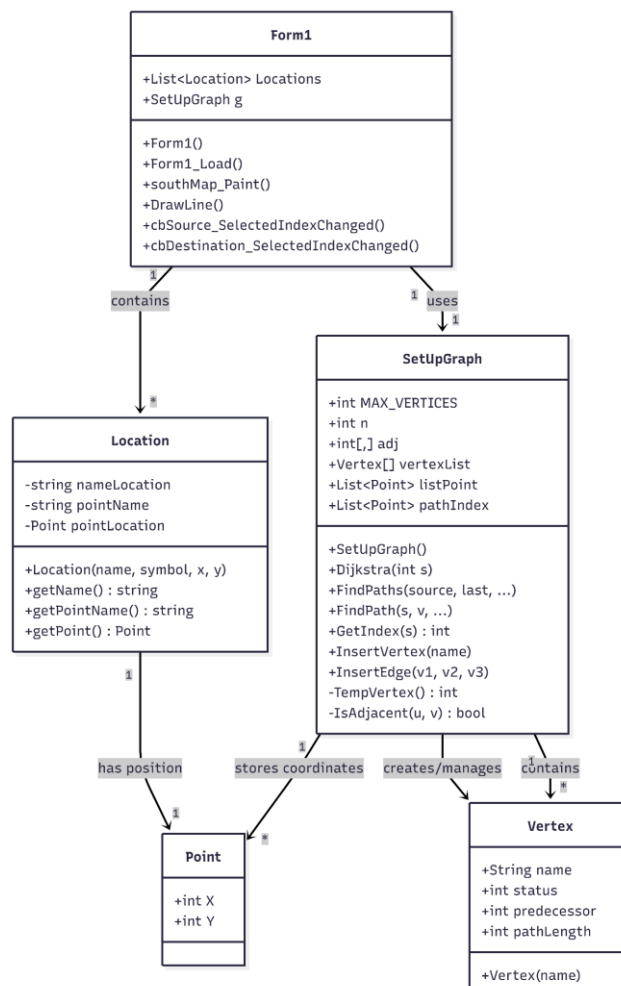 Form1
+List<Location> Locations
+SetUpGraph g
+Form1()
+Form1_Load()
+southMap_Paint()
+DrawLine()
+cbSource_SelectedIndexChanged()
+cbDestination_SelectedIndexChanged()
1
1
contains
uses
*
1
SetUpGraph
+int MAX_VERTICES
+int n
+int[,] adj
+Vertex[] vertexList
+List<Point> listPoint
+List<Point> pathIndex
+SetUpGraph()
+Dijkstra(int s)
+FindPaths(source, last, ...)
+FindPath(s, v, ...)
+GetIndex(s) : int
+InsertVertex(name)
+InsertEdge(v1, v2, v3)
-TempVertex() : int
-IsAdjacent(u, v) : bool
Location
-string nameLocation
-string pointName
-Point pointLocation
+Location(name, symbol, x, y)
+getName() : string
+getPointName() : string
+getPoint() : Point
1
1
1
has position
stores coordinates
creates/manages
contains
1
*
*
Point
+int X
+int Y
Vertex
+String name
+int status
+int predecessor
+int pathLength
+Vertex(name)